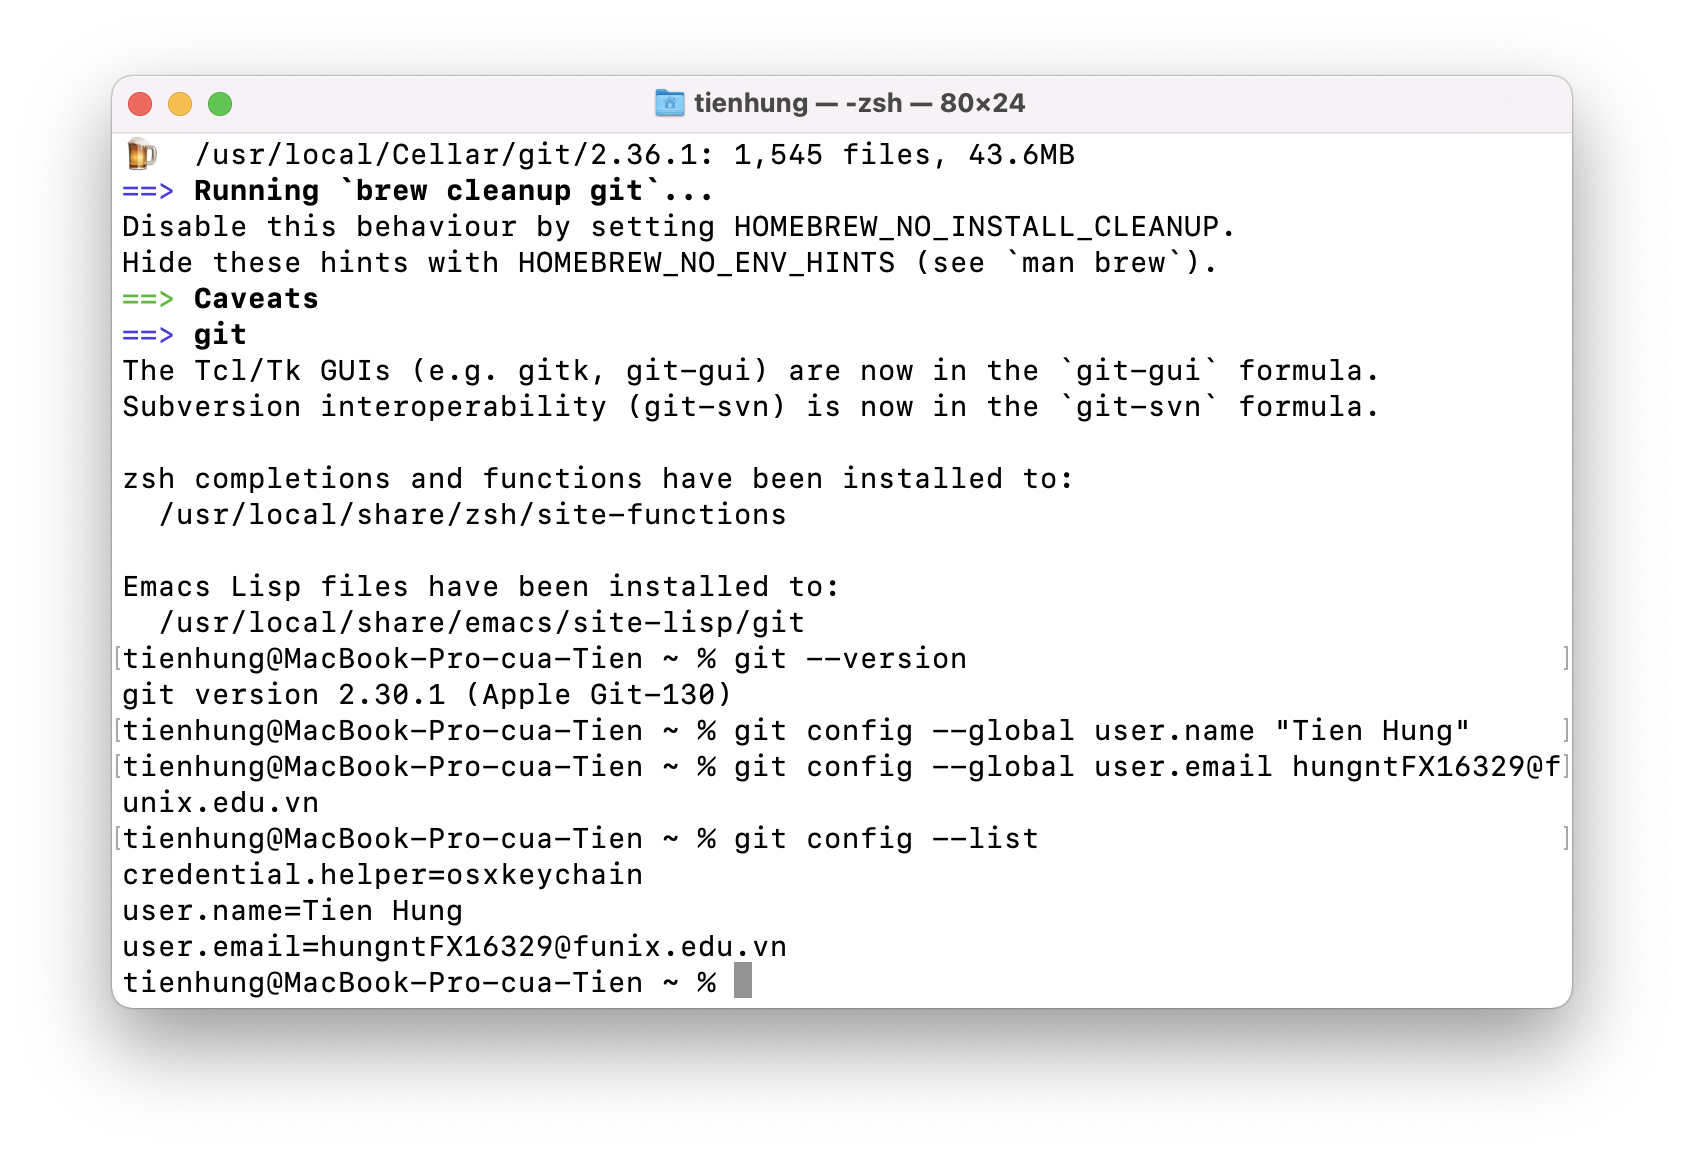 tienhung — -zsh — 80×24
/usr/local/Cellar/git/2.36.1: 1,545 files, 43.6MB
==> Running `brew cleanup git`...
Disable this behaviour by setting HOMEBREW_NO_INSTALL_CLEANUP.
Hide these hints with HOMEBREW_NO_ENV_HINTS (see `man brew`).
==> Caveats
==> git
The Tcl/Tk GUIs (e.g. gitk, git-gui) are now in the `git-gui` formula.
Subversion interoperability (git-svn) is now in the `git-svn` formula.
zsh completions and functions have been installed to:
/usr/local/share/zsh/site-functions
Emacs Lisp files have been installed to:
/usr/local/share/emacs/site-lisp/git
[tienhung@MacBook-Pro-cua-Tien ~ % git --version ]
git version 2.30.1 (Apple Git-130)
[tienhung@MacBook-Pro-cua-Tien ~ % git config --global user.name "Tien Hung" ]
[tienhung@MacBook-Pro-cua-Tien ~ % git config --global user.email hungntFX16329@f]
unix.edu.vn
[tienhung@MacBook-Pro-cua-Tien ~ % git config --list ]
credential.helper=osxkeychain
user.name=Tien Hung
user.email=hungntFX16329@funix.edu.vn
tienhung@MacBook-Pro-cua-Tien ~ %